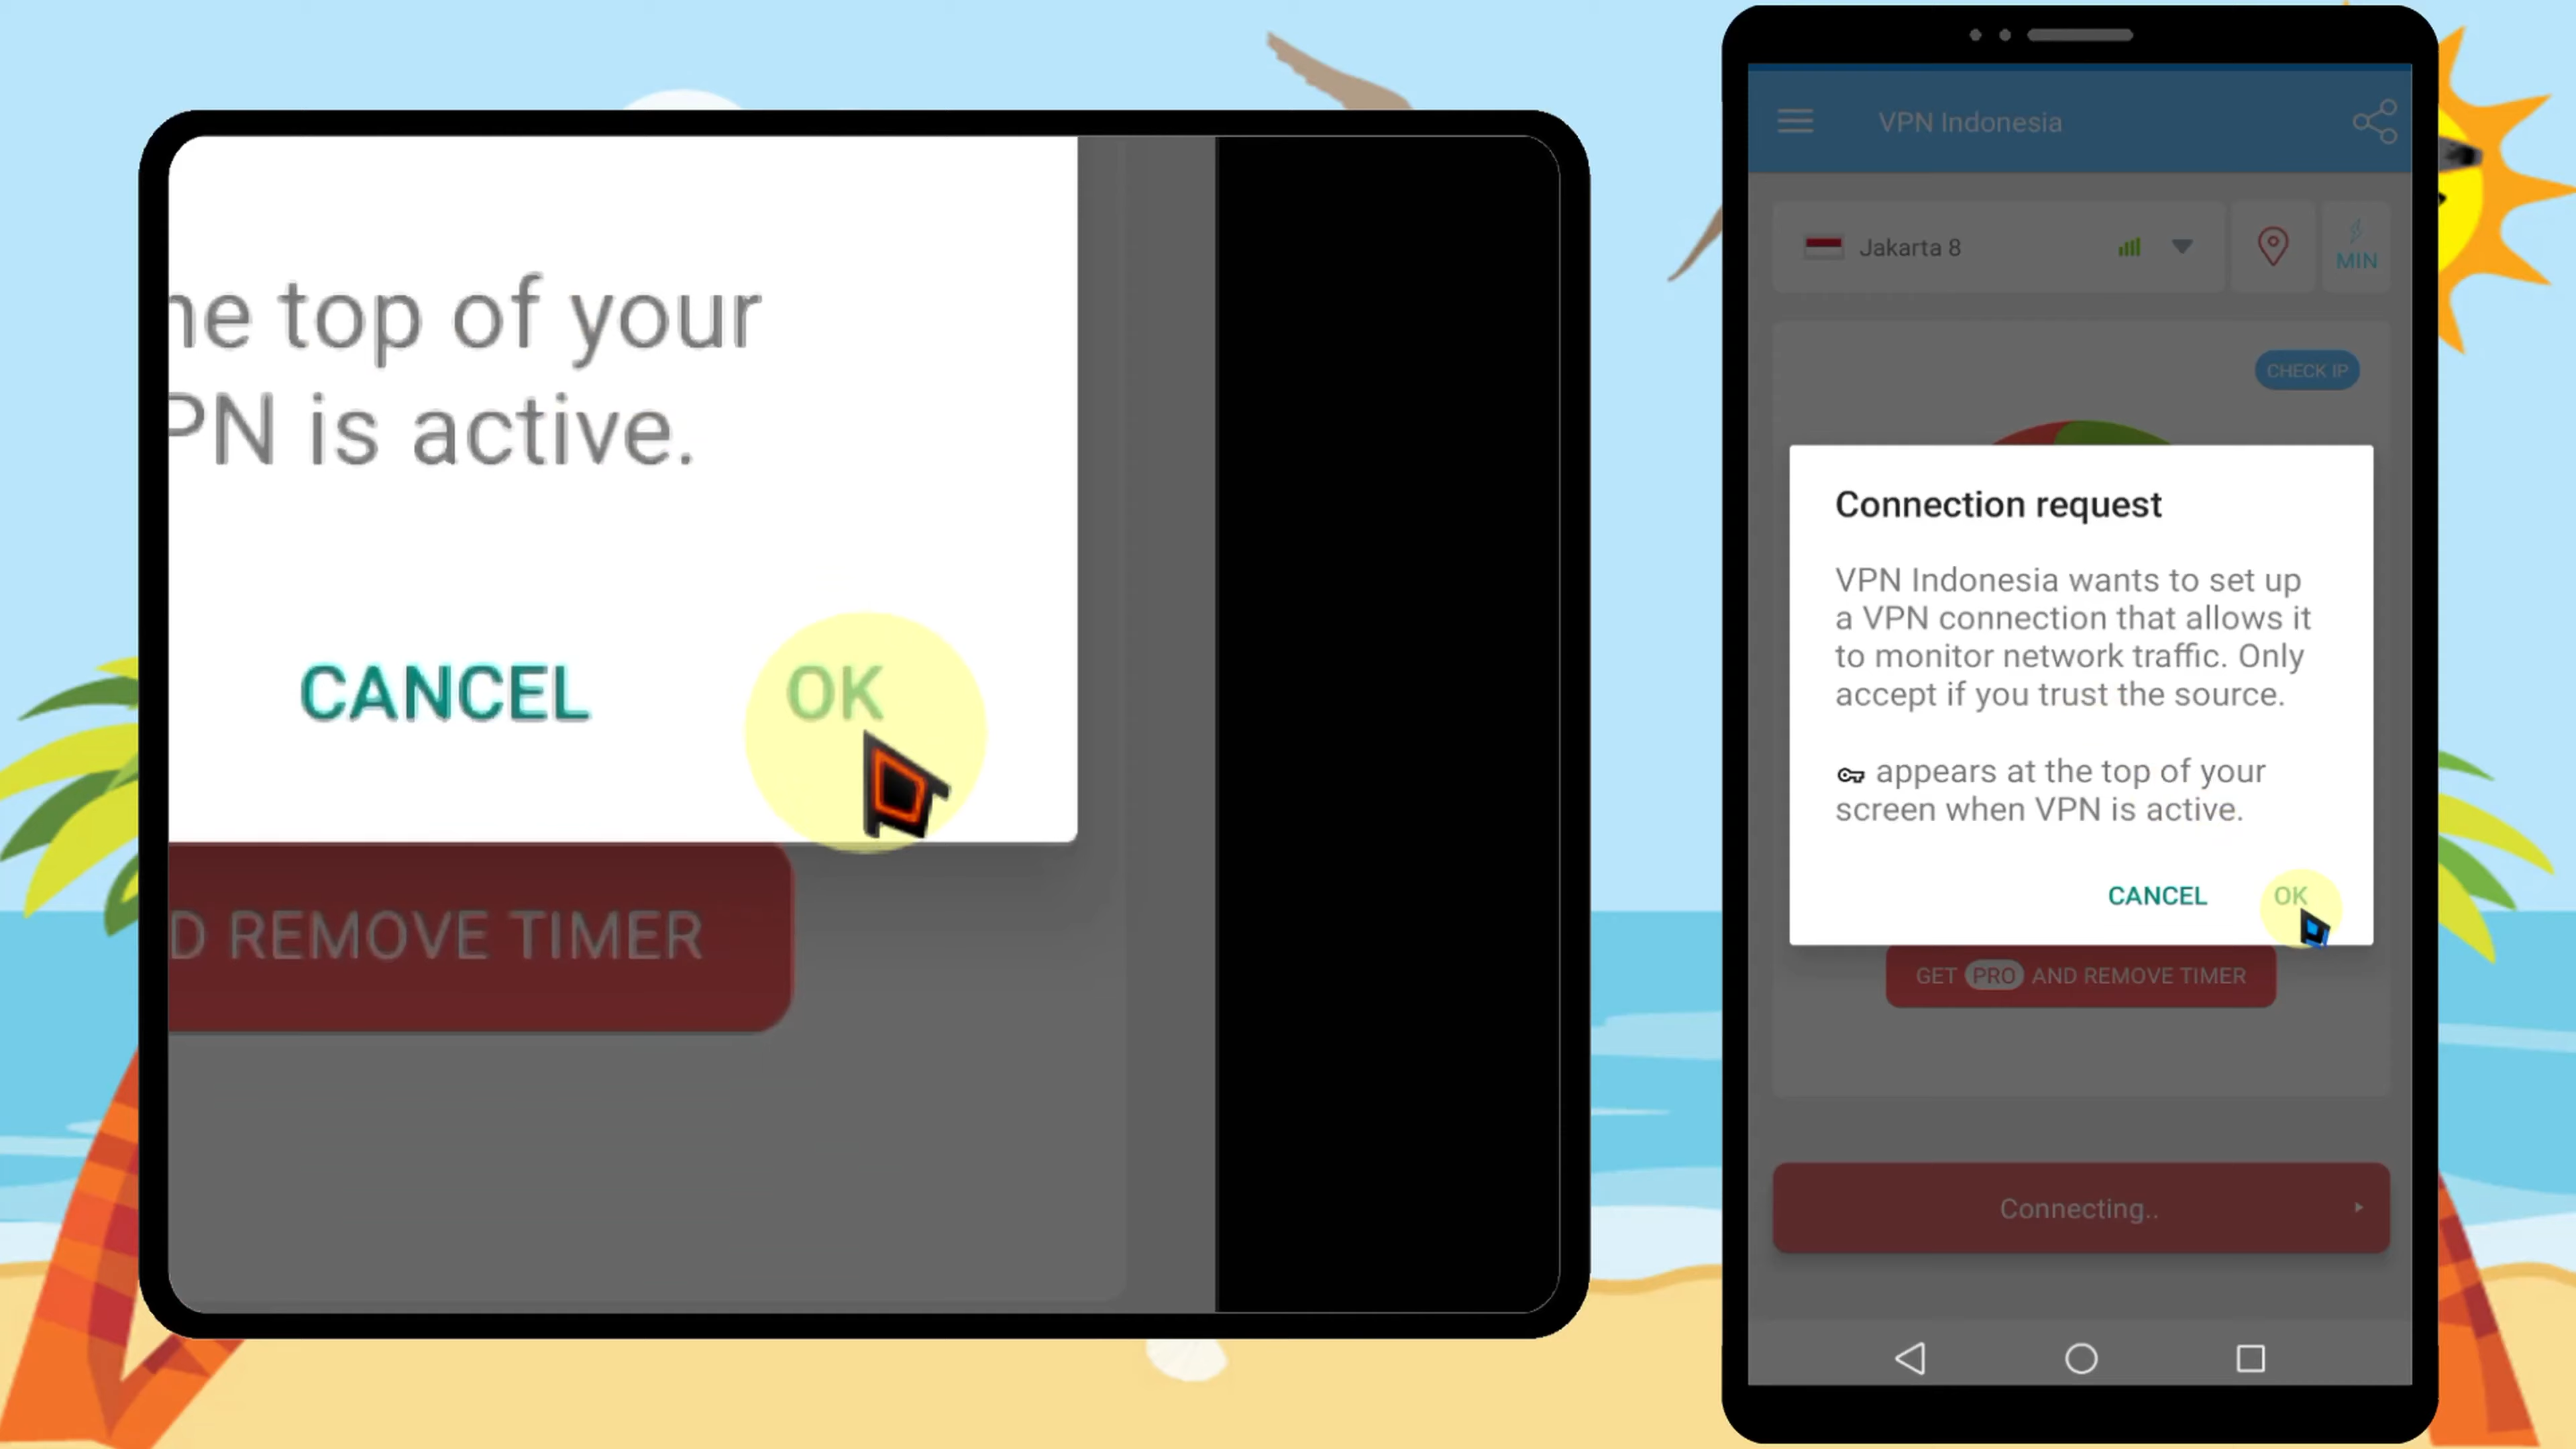 he top of your
PN is active.
CANCEL OK
D REMOVE TIMER
VPN Indonesia
Jakarta 8
MIN
CHECK IP
Connection request
VPN Indonesia wants to set up
a VPN connection that allows it
to monitor network traffic. Only
accept if you trust the source.
appears at the top of your
screen when VPN is active.
CANCEL OK
GET PRO AND REMOVE TIMER
Connecting..